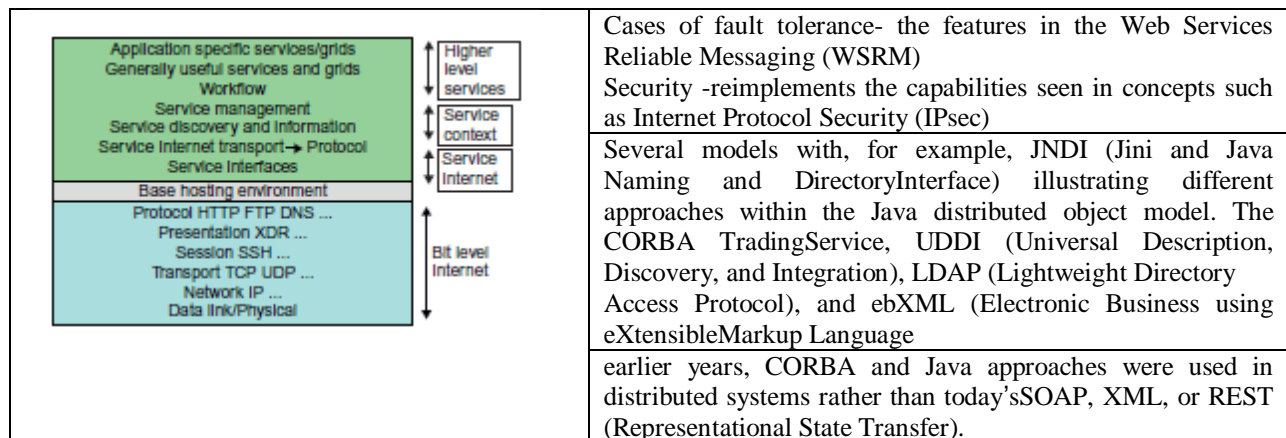 Application specific services/grids
Generally useful services and grids
Workflow
Service management
Service discovery and information
Service Internet transport→ Protocol
Service Interfaces
Base hosting environment
Protocol HTTP FTP DNS ...
Presentation XDR ...
Session SSH ...
Transport TCP UDP ...
Network IP ...
Data link/Physical
Higher
level
services
Service
context
Service
Internet
Bit level
Internet
Cases of fault tolerance- the features in the Web Services
Reliable Messaging (WSRM)
Security -reimplements the capabilities seen in concepts such
as Internet Protocol Security (IPsec)
Several models with, for example, JNDI (Jini and Java
Naming and DirectoryInterface) illustrating different
approaches within the Java distributed object model. The
CORBA TradingService, UDDI (Universal Description,
Discovery, and Integration), LDAP (Lightweight Directory
Access Protocol), and ebXML (Electronic Business using
eXtensibleMarkup Language
earlier years, CORBA and Java approaches were used in
distributed systems rather than today’sSOAP, XML, or REST
(Representational State Transfer).